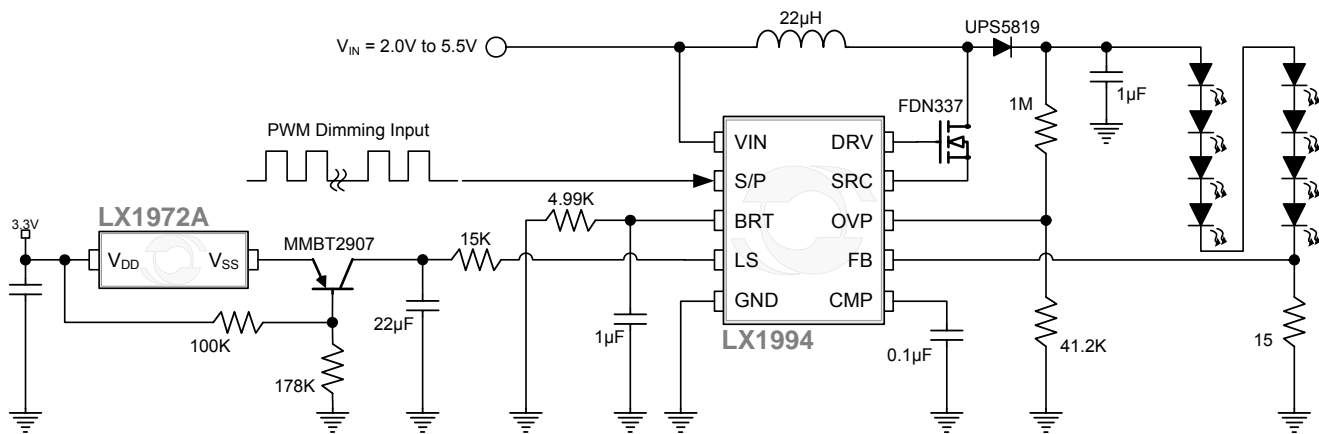 22µH
UPS5819
V_IN = 2.0V to 5.5V
FDN337
1M
1µF
PWM Dimming Input
VIN
DRV
S/P
SRC
4.99K
LX1972A
3.3V
BRT
OVP
MMBT2907
15K
V_DD
V_SS
LS
FB
GND
CMP
22µF
1µF
LX1994
100K
0.1µF
41.2K
15
178K